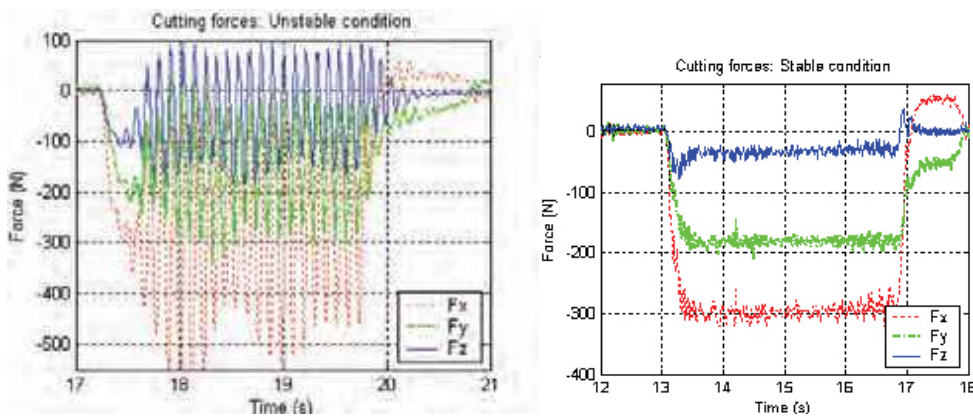 Cutting forces: Unstable condition
Force [N]
100
0
-100
-200
-300
-400
-500
17
18
19
20
21
Time (s)
Fx
Fy
Fz
Cutting forces: Stable condition
Force [N]
0
-100
-200
-300
-400
12
13
14
15
16
17
18
Time (s)
Fx
Fy
Fz